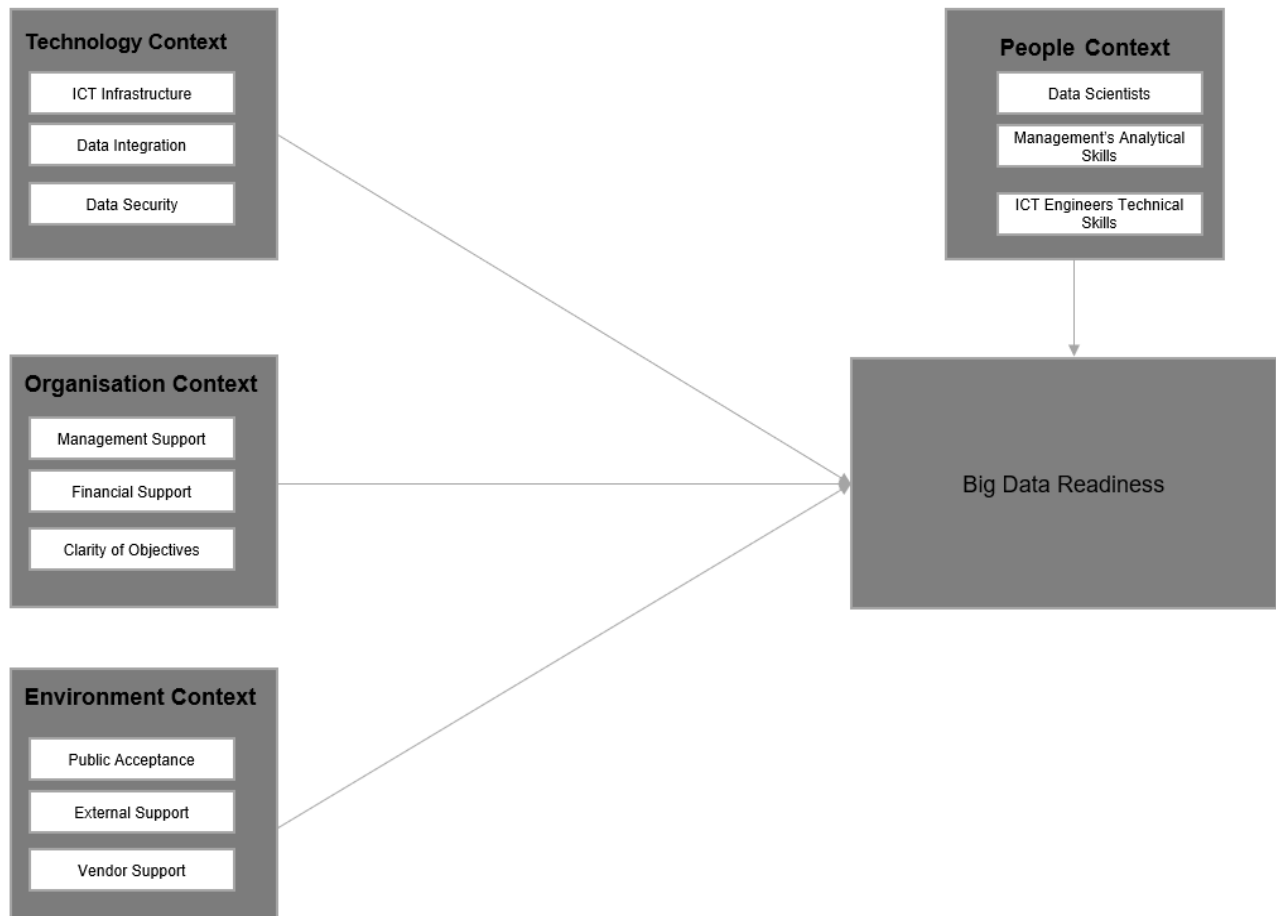 Technology Context
ICT Infrastructure
Data Integration
Data Security
People Context
Data Scientists
Management's Analytical
Skills
ICT Engineers Technical
Skills
Organisation Context
Management Support
Financial Support
Clarity of Objectives
Big Data Readiness
Environment Context
Public Acceptance
External Support
Vendor Support